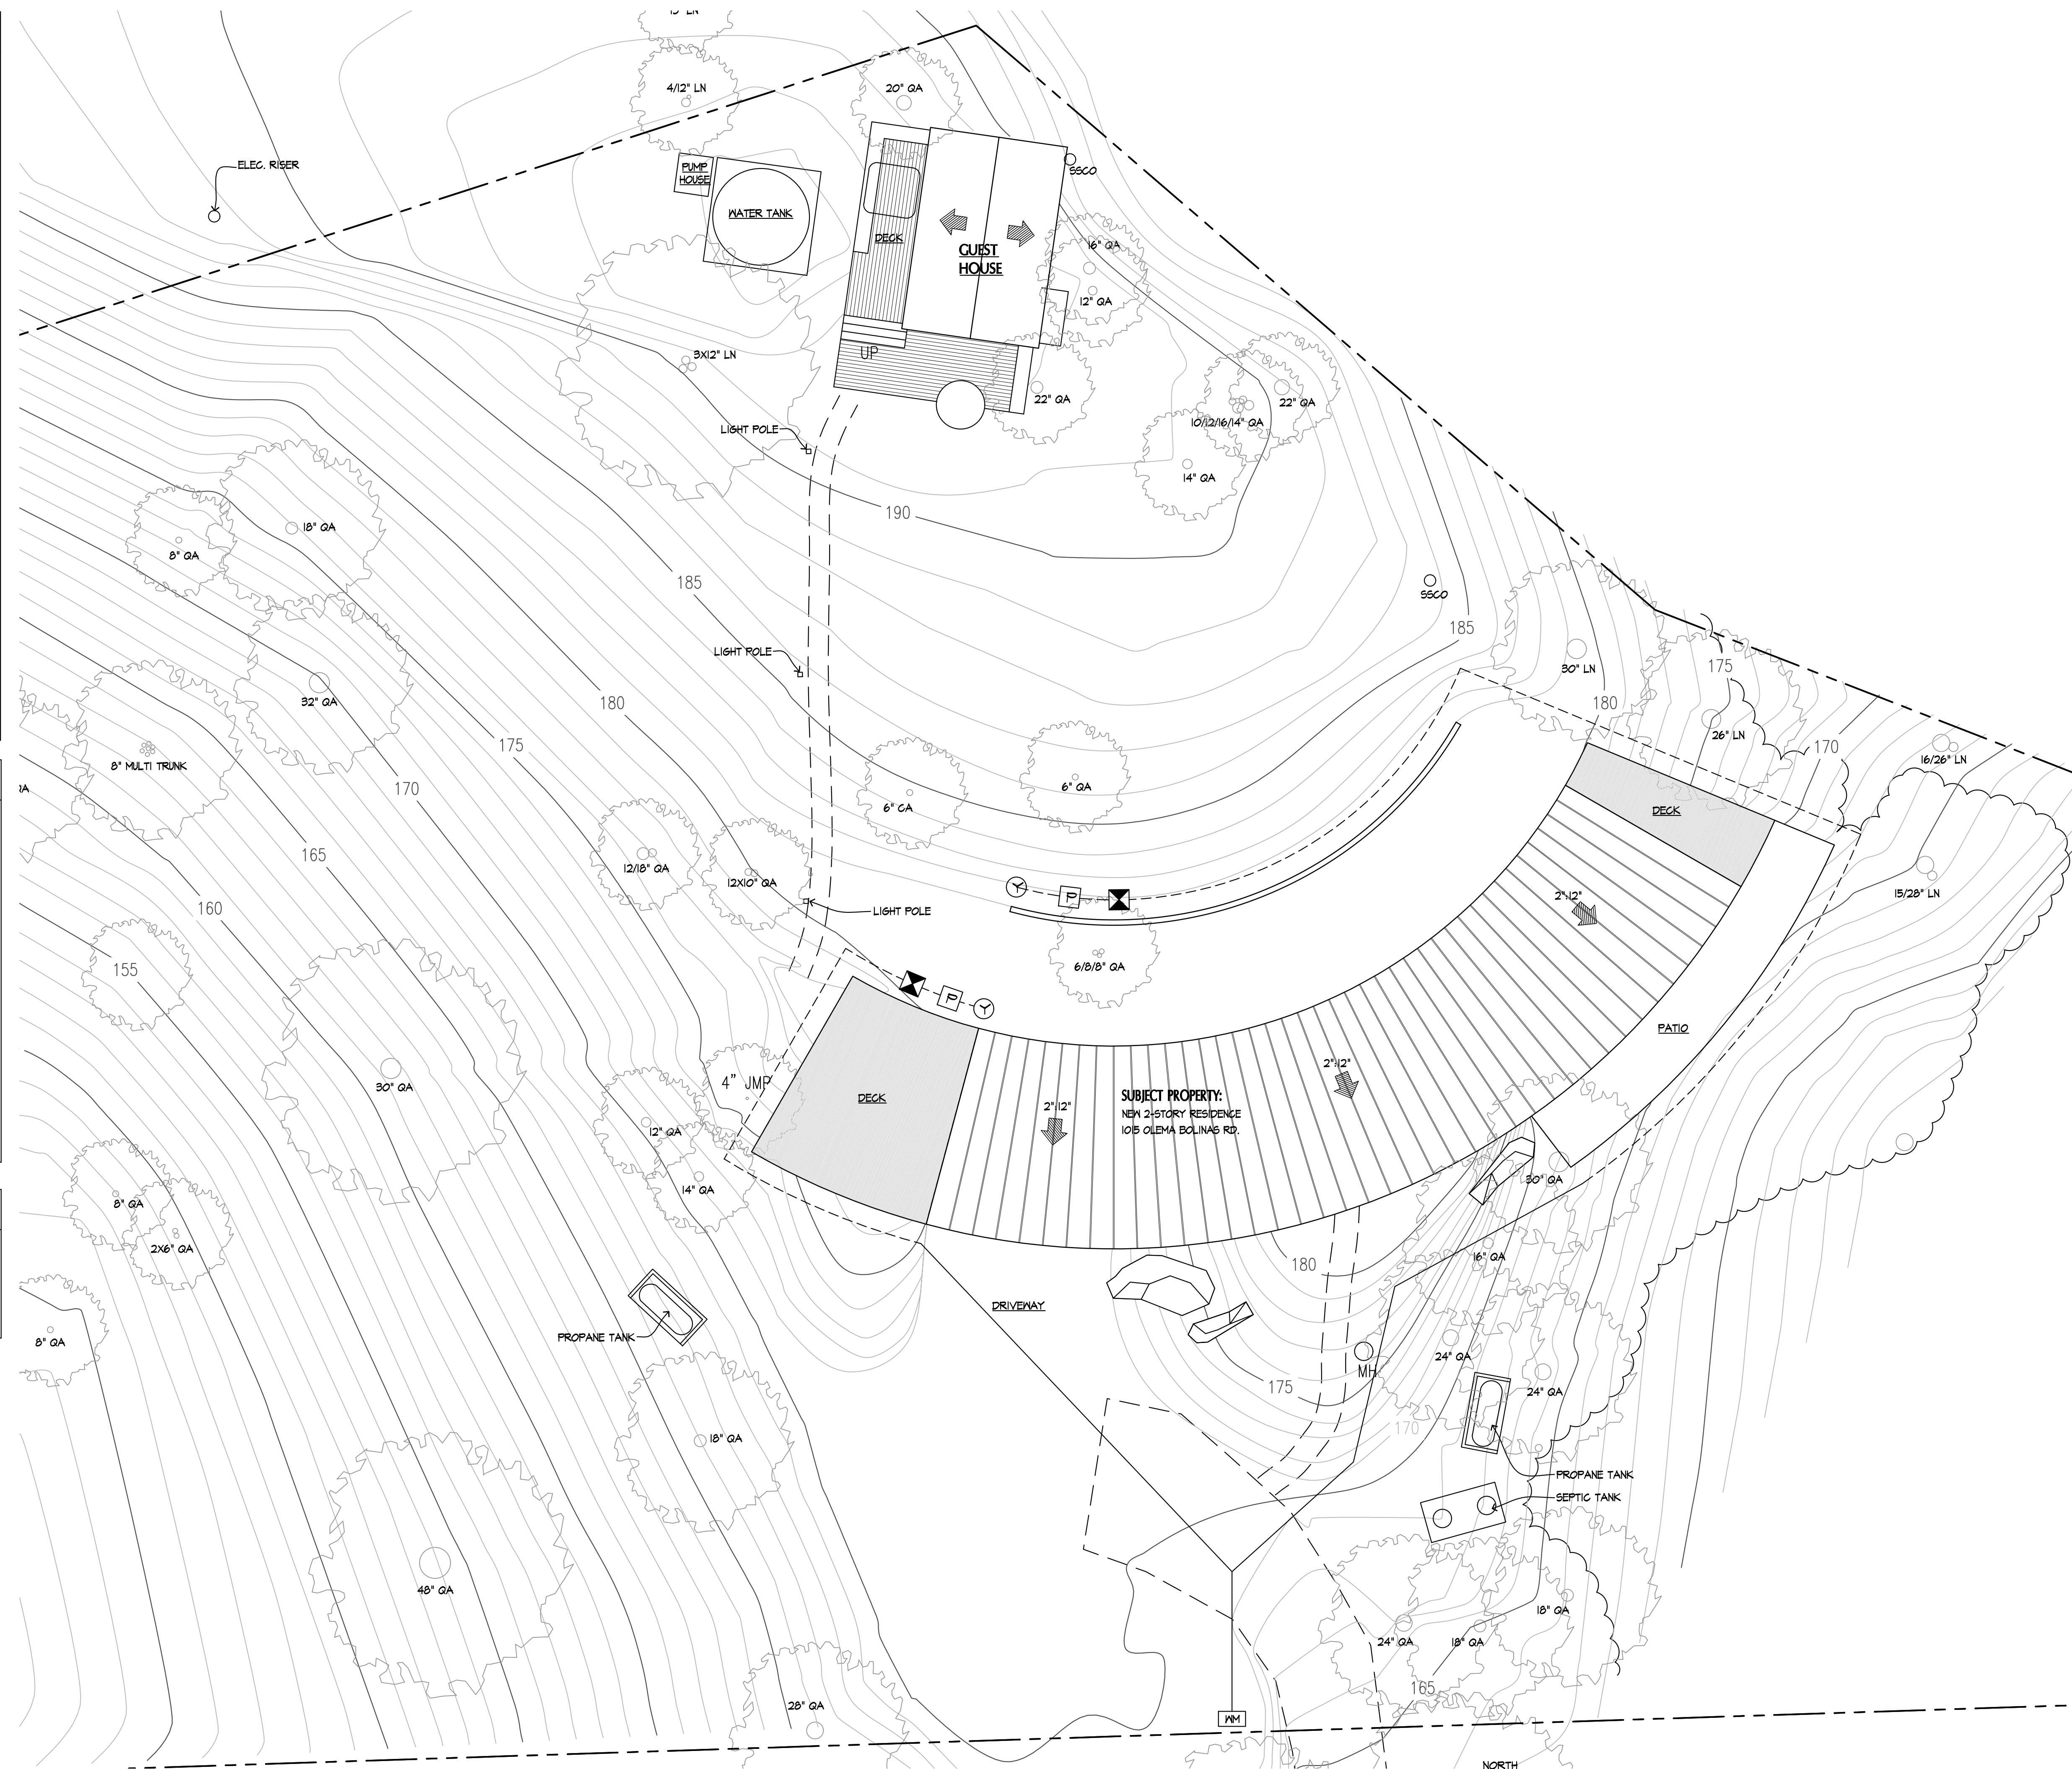 4/12" LN
20" QA
ELEC. RISER
PUMP
HOUSE
SSCO
WATER TANK
DECK
GUEST
HOUSE
16" QA
12" QA
UP
3X12" LN
22" QA
22" QA
10/12/16/14" QA
LIGHT POLE
14" QA
190
18" QA
8" QA
185
SSCO
185
LIGHT POLE
30" LN
175
32" QA
180
180
26" LN
175
170
16/26" LN
8" MULTI TRUNK
170
6" QA
6" CA
DECK
165
12/18" QA
12X10" QA
P
2":12"
15/28" LN
160
LIGHT POLE
155
6/8/8" QA
P
PATIO
30" QA
4" JMP
DECK
2":12"
2":12"
SUBJECT PROPERTY:
NEW 2-STORY RESIDENCE
1015 OLEMA BOLINAS RD.
12" QA
14" QA
30" QA
8" QA
2X6" QA
16" QA
180
DRIVEWAY
PROPANE TANK
8" QA
24" QA
MH
175
24" QA
170
18" QA
PROPANE TANK
SEPTIC TANK
48" QA
18" QA
24" QA
18" QA
165
28" QA
WM
NORTH